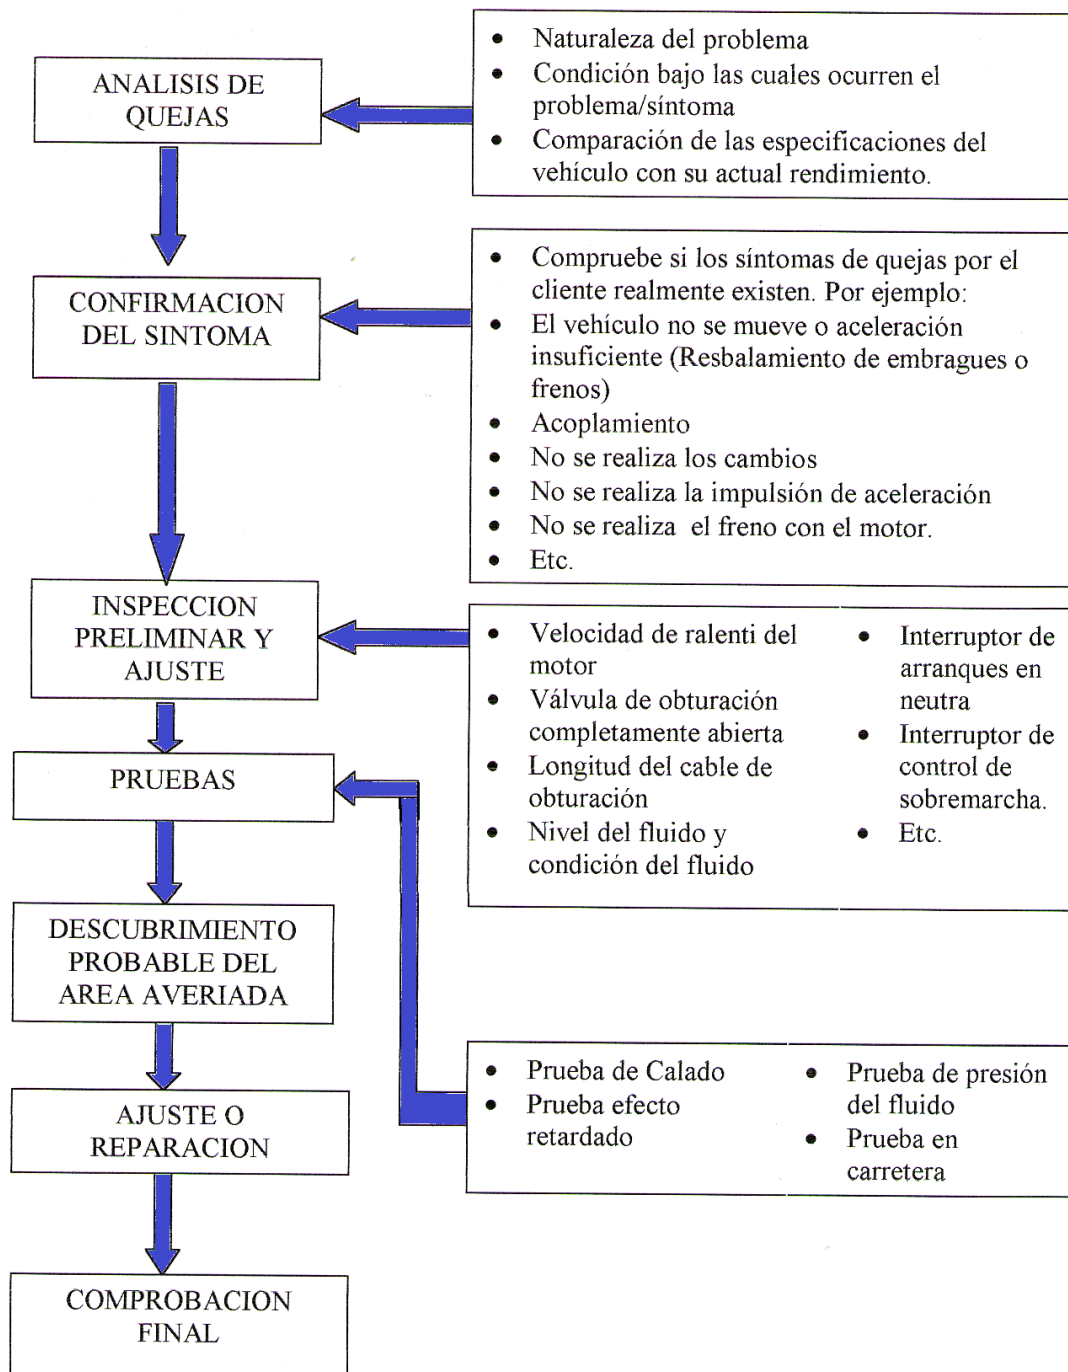 ANALISIS DE
QUEJAS
• Naturaleza del problema
• Condición bajo las cuales ocurren el
problema/síntoma
• Comparación de las especificaciones del
vehículo con su actual rendimiento.
CONFIRMACION
DEL SINTOMA
• Compruebe si los síntomas de quejas por el
cliente realmente existen. Por ejemplo:
• El vehículo no se mueve o aceleración
insuficiente (Resbalamiento de embragues o
frenos)
• Acoplamiento
• No se realiza los cambios
• No se realiza la impulsión de aceleración
• No se realiza el freno con el motor.
• Etc.
INSPECCION
PRELIMINAR Y
AJUSTE
• Velocidad de ralenti del
motor
• Válvula de obturación
completamente abierta
• Longitud del cable de
obturación
• Nivel del fluido y
condición del fluido
• Interruptor de
arranques en
neutra
• Interruptor de
control de
sobremarcha.
• Etc.
PRUEBAS
DESCUBRIMIENTO
PROBABLE DEL
AREA AVERIADA
• Prueba de Calado
• Prueba efecto
retardado
• Prueba de presión
del fluido
• Prueba en
carretera
AJUSTE O
REPARACION
COMPROBACION
FINAL